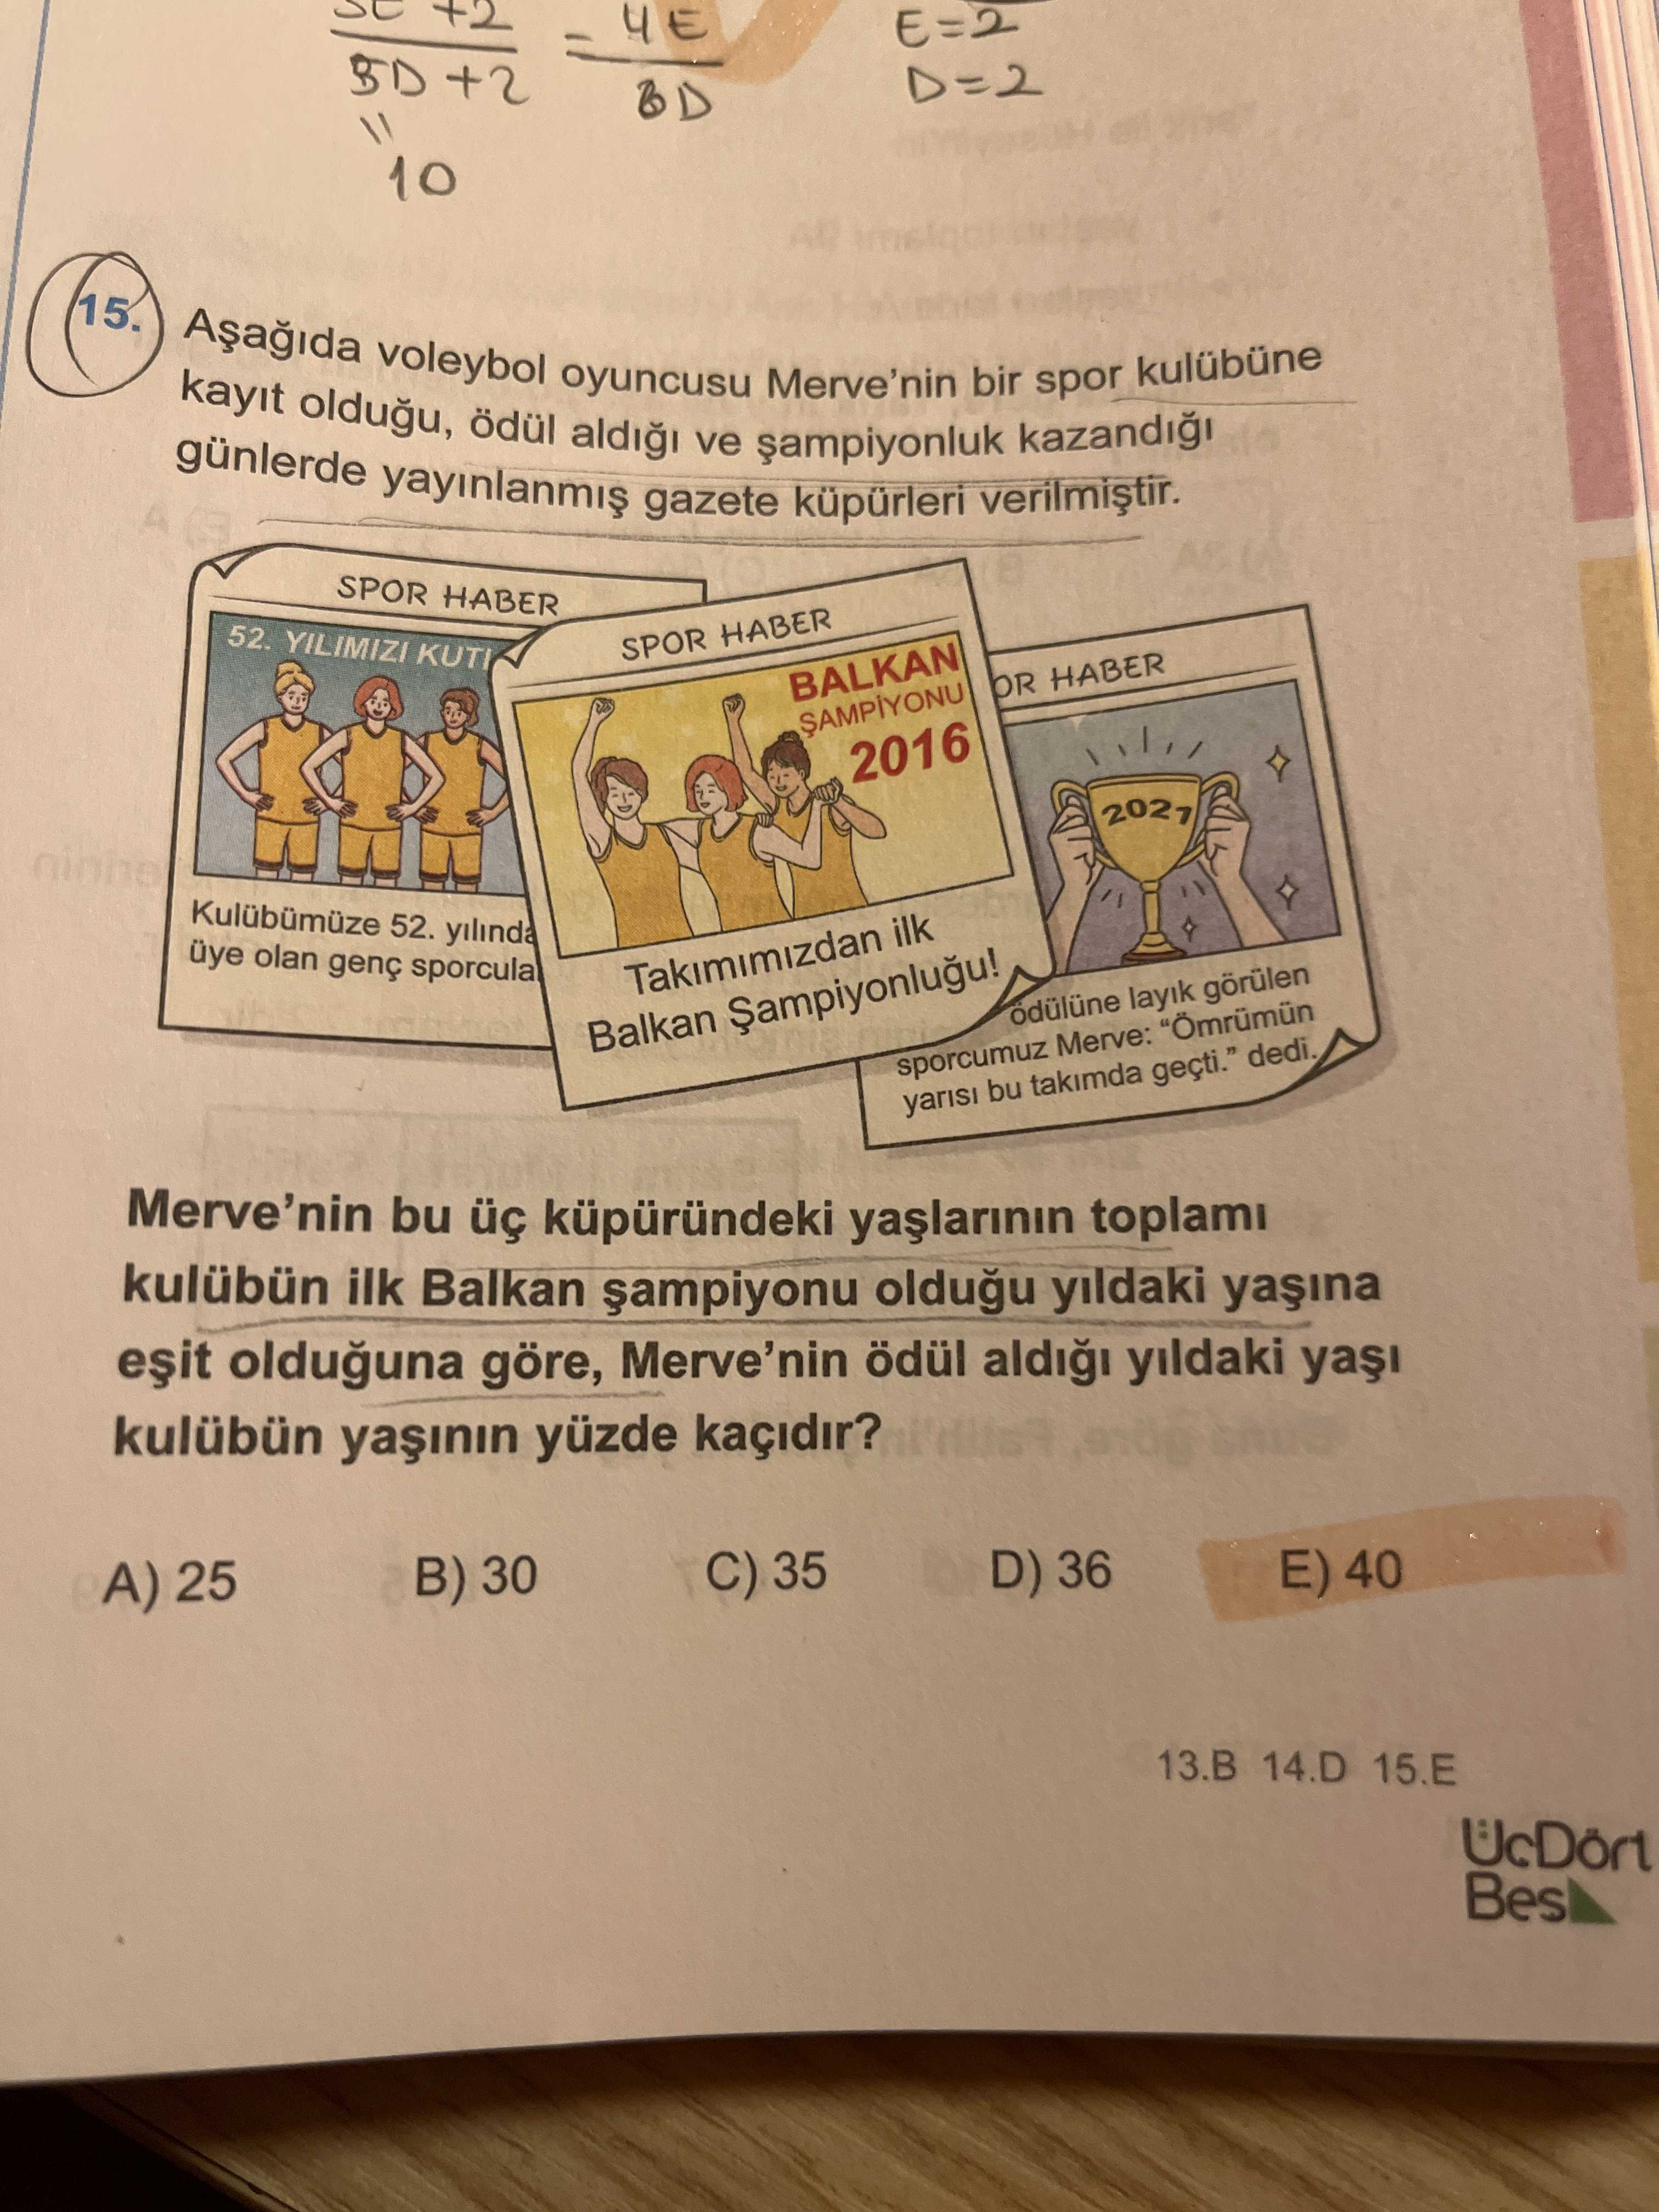 3E +2 = 4E
5D +2 6D
10
E=2
D=2
15. Aşağıda voleybol oyuncusu Merve'nin bir spor kulübüne
kayıt olduğu, ödül aldığı ve şampiyonluk kazandığı
günlerde yayınlanmış gazete küpürleri verilmiştir.
SPOR HABER
52. YILIMIZI KUTL
Kulübümüze 52. yılında
üye olan genç sporcula
SPOR HABER
BALKAN
ŞAMPİYONU
2016
Takımımızdan ilk
Balkan Şampiyonluğu!
OR HABER
2021
ödülüne layık görülen
sporcumuz Merve: "Ömrümün
yarısı bu takımda geçti." dedi.
Merve'nin bu üç küpüründeki yaşlarının toplamı
kulübün ilk Balkan şampiyonu olduğu yıldaki yaşına
eşit olduğuna göre, Merve'nin ödül aldığı yıldaki yaşı
kulübün yaşının yüzde kaçıdır?
A) 25 B) 30 C) 35 D) 36 E) 40
13.B 14.D 15.E
ÜçDört
Beş